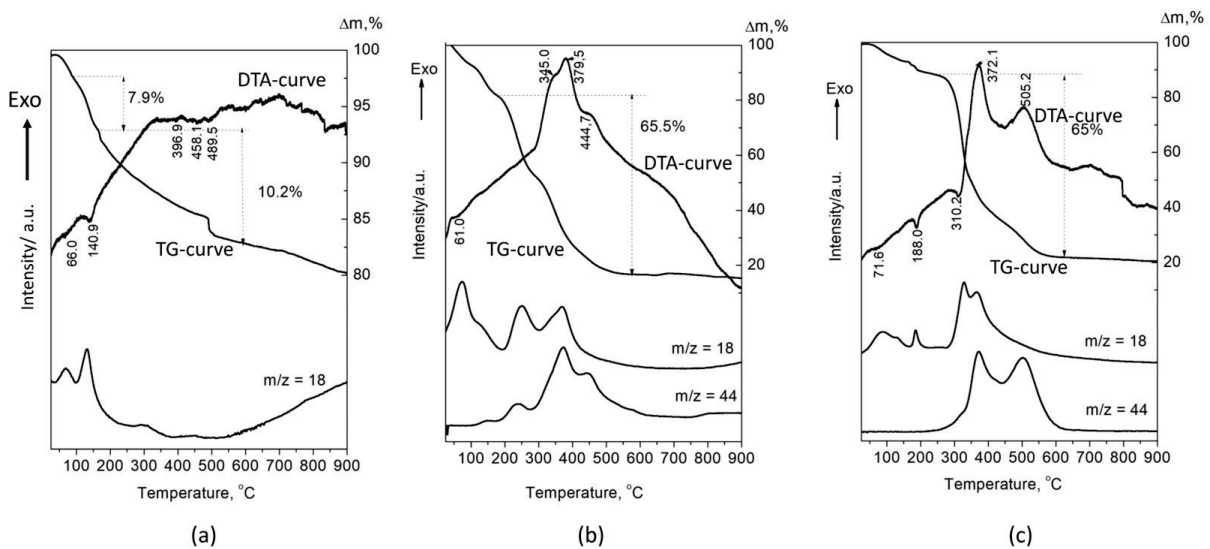 Δm,%
100
95
90
85
80
Exo
Intensity/ a.u.
7.9%
DTA-curve
396.9
458.1
489.5
10.2%
66.0
140.9
TG-curve
m/z = 18
100 200 300 400 500 600 700 800 900
Temperature, °C
(a)
Δm,%
100
80
60
40
20
Exo
Intensity/a.u.
345.0
379,5
444,7
65.5%
DTA-curve
61.0
TG-curve
m/z = 18
m/z = 44
100 200 300 400 500 600 700 800 900
Temperature, °C
(b)
Δm,%
100
80
60
40
20
Exo
Intensity/a.u.
372.1
505.2
DTA-curve
65%
310.2
188.0
71.6
TG-curve
m/z = 18
m/z = 44
100 200 300 400 500 600 700 800 900
Temperature, °C
(c)